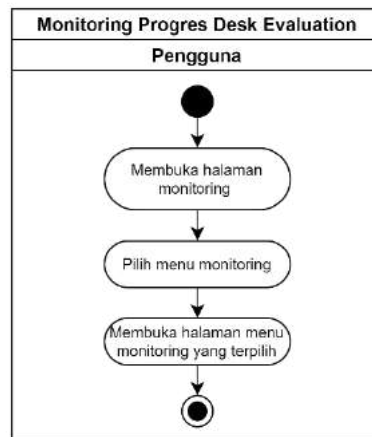 Monitoring Progres Desk Evaluation
Pengguna
Membuka halaman
monitoring
Pilih menu monitoring
Membuka halaman menu
monitoring yang terpilih